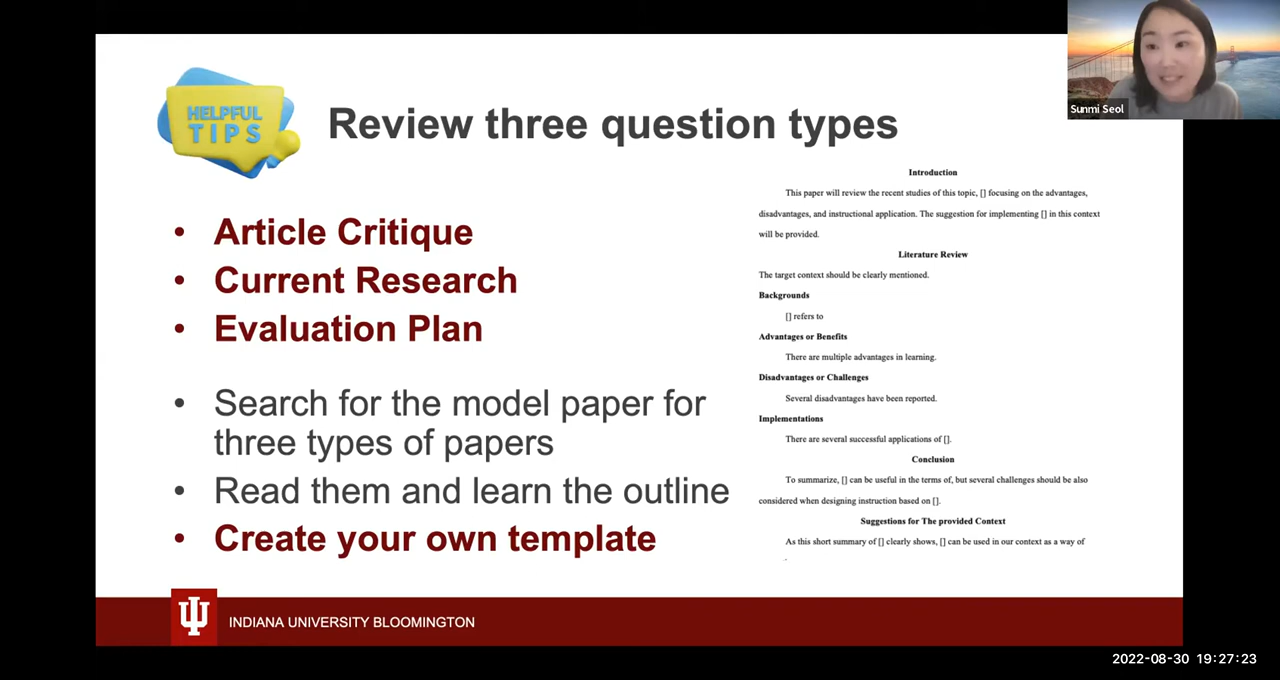 HELPFUL
TIPS
Review three question types
Sunmi Seol
• Article Critique
• Current Research
• Evaluation Plan
• Search for the model paper for
three types of papers
• Read them and learn the outline
• Create your own template
Introduction
This paper will review the recent studies of this topic, [] focusing on the advantages,
disadvantages, and instructional application. The suggestion for implementing [] in this context
will be provided.
Literature Review
The target context should be clearly mentioned.
Backgrounds
[] refers to
Advantages or Benefits
There are multiple advantages in learning.
Disadvantages or Challenges
Several disadvantages have been reported.
Implementations
There are several successful applications of [].
Conclusion
To summarize, [] can be useful in the terms of, but several challenges should be also
considered when designing instruction based on [].
Suggestions for The provided Context
As this short summary of [] clearly shows, [] can be used in our context as a way of
INDIANA UNIVERSITY BLOOMINGTON
2022-08-30 19:27:23